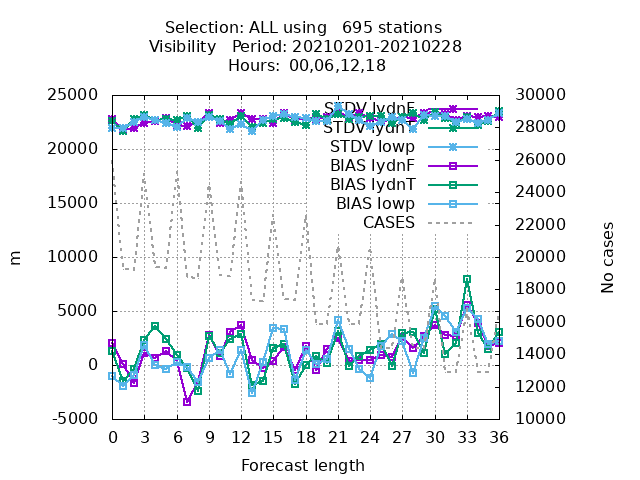 Selection: ALL using   695 stations
Visibility   Period: 20210201-20210228
Hours:  00,06,12,18
25000
20000
15000
10000
5000
0
-5000
m
30000
28000
26000
24000
22000
20000
18000
16000
14000
12000
10000
No cases
STDV lydnF
STDV lydnT
STDV lowp
BIAS lydnF
BIAS lydnT
BIAS lowp
CASES
0 3 6 9 12 15 18 21 24 27 30 33 36
Forecast length